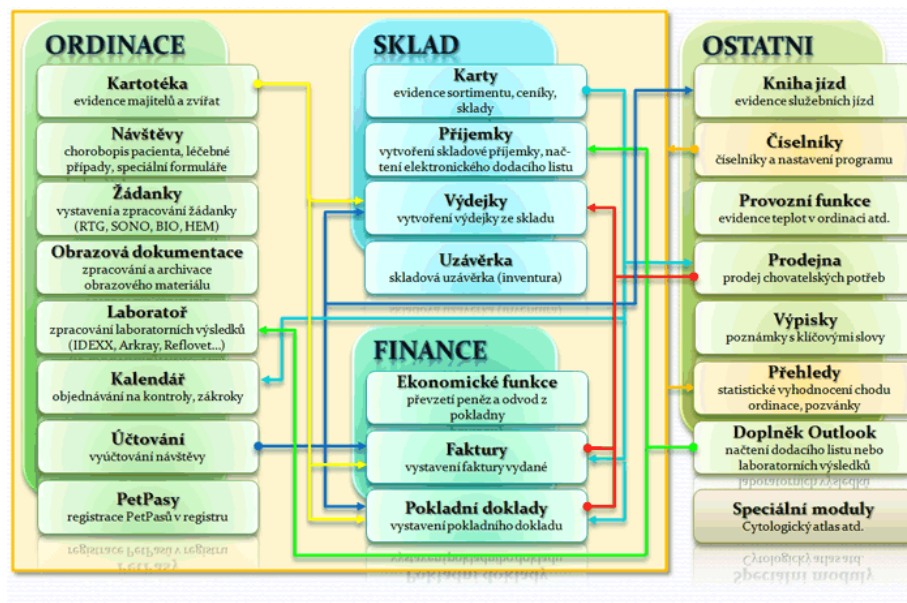 ORDINACE
Kartotéka
evidence majitelů a zvířat
Návštěvy
chorobopis pacienta, léčebné
případy, speciální formuláře
Žádanky
vystavení a zpracování žádanky
(RTG, SONO, BIO, HEM)
Obrazová dokumentace
zpracování a archivace
obrazového materiálu
Laboratoř
zpracování laboratorních výsledků
(IDEXX, Arkray, Reflovet...)
Kalendář
objednávání na kontroly, zákroky
Účtování
vyúčtování návštěvy
PetPasy
registrace PetPasů v registru
SKLAD
Karty
evidence sortimentu, ceníky,
sklady
Příjemky
vytvoření skladové příjemky, nač-
tení elektronického dodacího listu
Výdejky
vytvoření výdejky ze skladu
Uzávěrka
skladová uzávěrka (inventura)
FINANCE
Ekonomické funkce
převzetí peněz a odvod z
pokladny
Faktury
vystavení faktury vydané
Pokladní doklady
vystavení pokladního dokladu
OSTATNI
Kniha jízd
evidence služebních jízd
Číselníky
číselníky a nastavení programu
Provozní funkce
evidence teplot v ordinaci atd.
Prodejna
prodej chovatelských potřeb
Výpisky
poznámky s klíčovými slovy
Přehledy
statistické vyhodnocení chodu
ordinace, pozvánky
Doplněk Outlook
načtení dodacího listu nebo
laboratorních výsledků
Speciální moduly
Cytologický atlas atd.